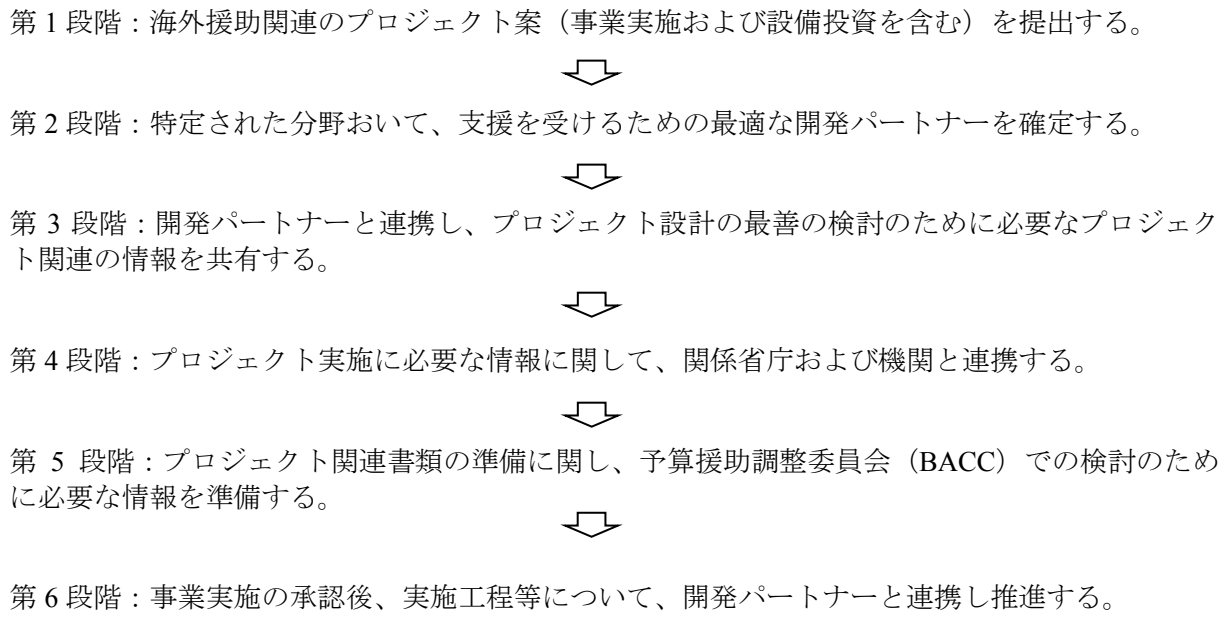 第 1 段階：海外援助関連のプロジェクト案（事業実施および設備投資を含む）を提出する。
第 2 段階：特定された分野おいて、支援を受けるための最適な開発パートナーを確定する。
第 3 段階：開発パートナーと連携し、プロジェクト設計の最善の検討のために必要なプロジェク
ト関連の情報を共有する。
第 4 段階：プロジェクト実施に必要な情報に関して、関係省庁および機関と連携する。
第 5 段階：プロジェクト関連書類の準備に関し、予算援助調整委員会（BACC）での検討のため
に必要な情報を準備する。
第 6 段階：事業実施の承認後、実施工程等について、開発パートナーと連携し推進する。